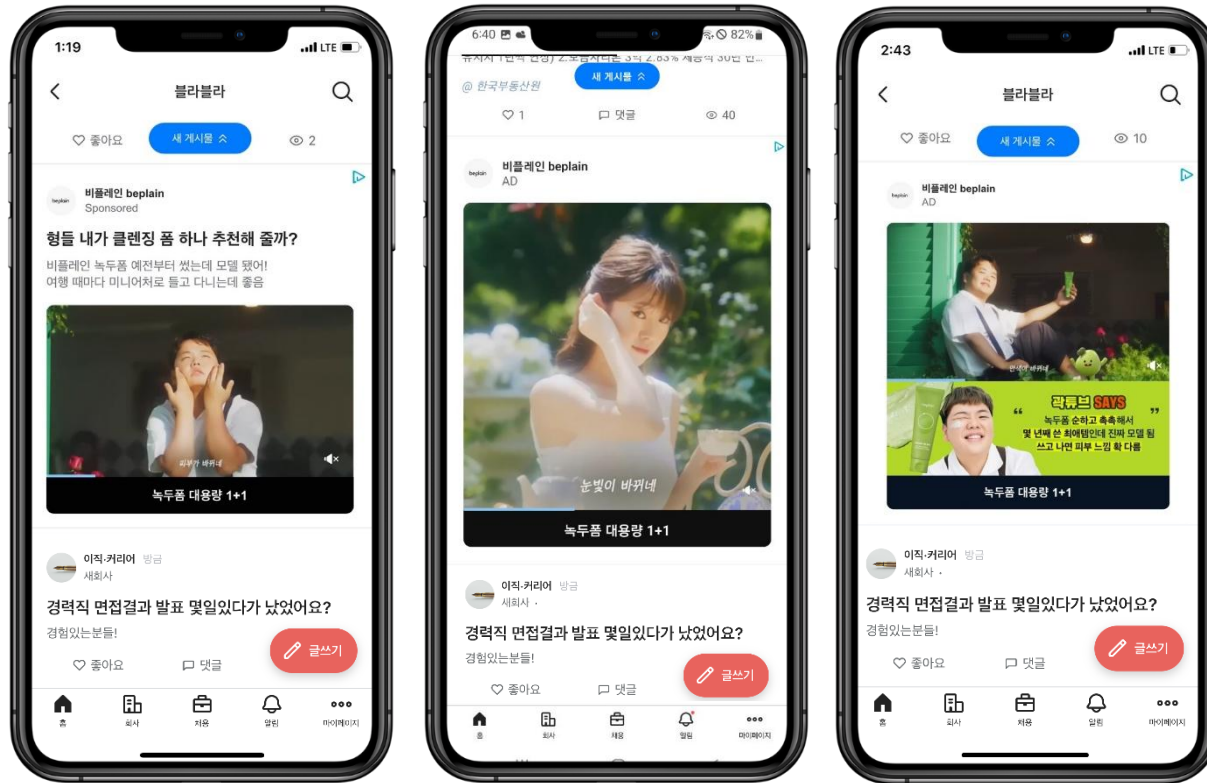 1:19
LTE
블라블라
좋아요
새 게시물
2
beplain
비플레인 beplain
Sponsored
형들 내가 클렌징 폼 하나 추천해 줄까?
비플레인 녹두폼 예전부터 썼는데 모델 됐어!
여행 때마다 미니어처로 들고 다니는데 좋음
피부가 바뀌네
녹두폼 대용량 1+1
이직·커리어 방금
새회사
경력직 면접결과 발표 몇일있다가 났었어요?
경험있는분들!
좋아요
댓글
글쓰기
홈
회사
채용
알림
마이페이지
6:40
82%
@ 한국부동산원
새 게시물
1
댓글
40
beplain
비플레인 beplain
AD
눈빛이 바뀌네
녹두폼 대용량 1+1
이직·커리어 방금
새회사 ·
경력직 면접결과 발표 몇일있다가 났었어요?
경험있는분들!
좋아요
댓글
글쓰기
홈
회사
채용
알림
마이페이지
2:43
LTE
블라블라
좋아요
새 게시물
10
beplain
비플레인 beplain
AD
안색이 바뀌네
곽튜브 SAYS
“ 녹두폼 순하고 촉촉해서 ”
몇 년째 쓴 최애템인데 진짜 모델 됨
쓰고 나면 피부 느낌 확 다름
녹두폼 대용량 1+1
이직·커리어 방금
새회사 ·
경력직 면접결과 발표 몇일있다가 났었어요?
경험있는분들!
좋아요
댓글
글쓰기
홈
회사
채용
알림
마이페이지